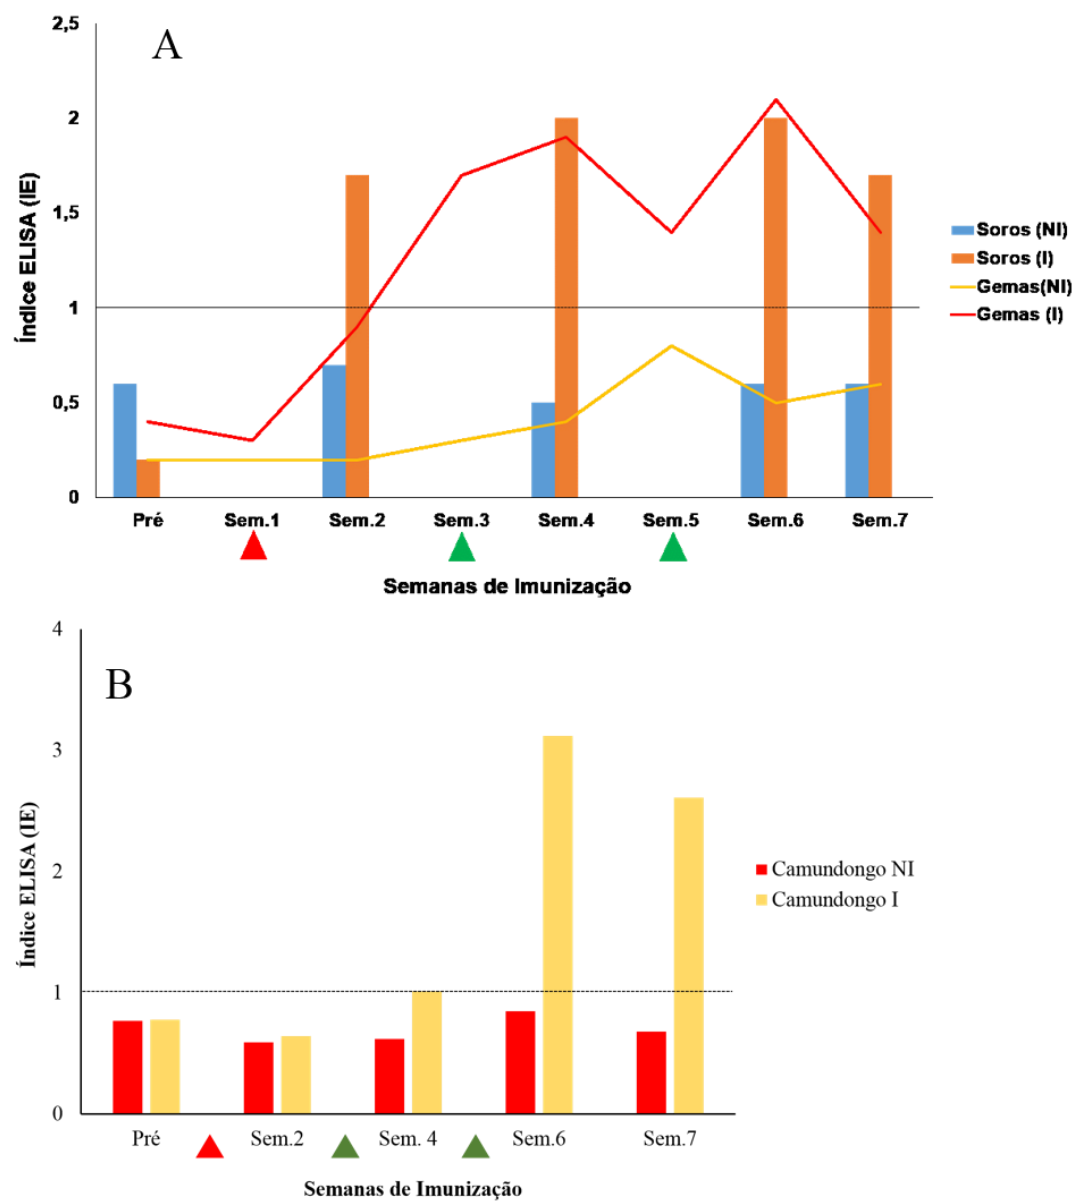 2,5
A
2
1,5
1
0,5
0
Índice ELISA (IE)
Soros (NI)
Soros (I)
Gemas(NI)
Gemas (I)
Pré Sem.1 Sem.2 Sem.3 Sem.4 Sem.5 Sem.6 Sem.7
Semanas de Imunização
4
B
3
2
1
0
Índice ELISA (IE)
Camundongo NI
Camundongo I
Pré Sem.2 Sem. 4 Sem.6 Sem.7
Semanas de Imunização